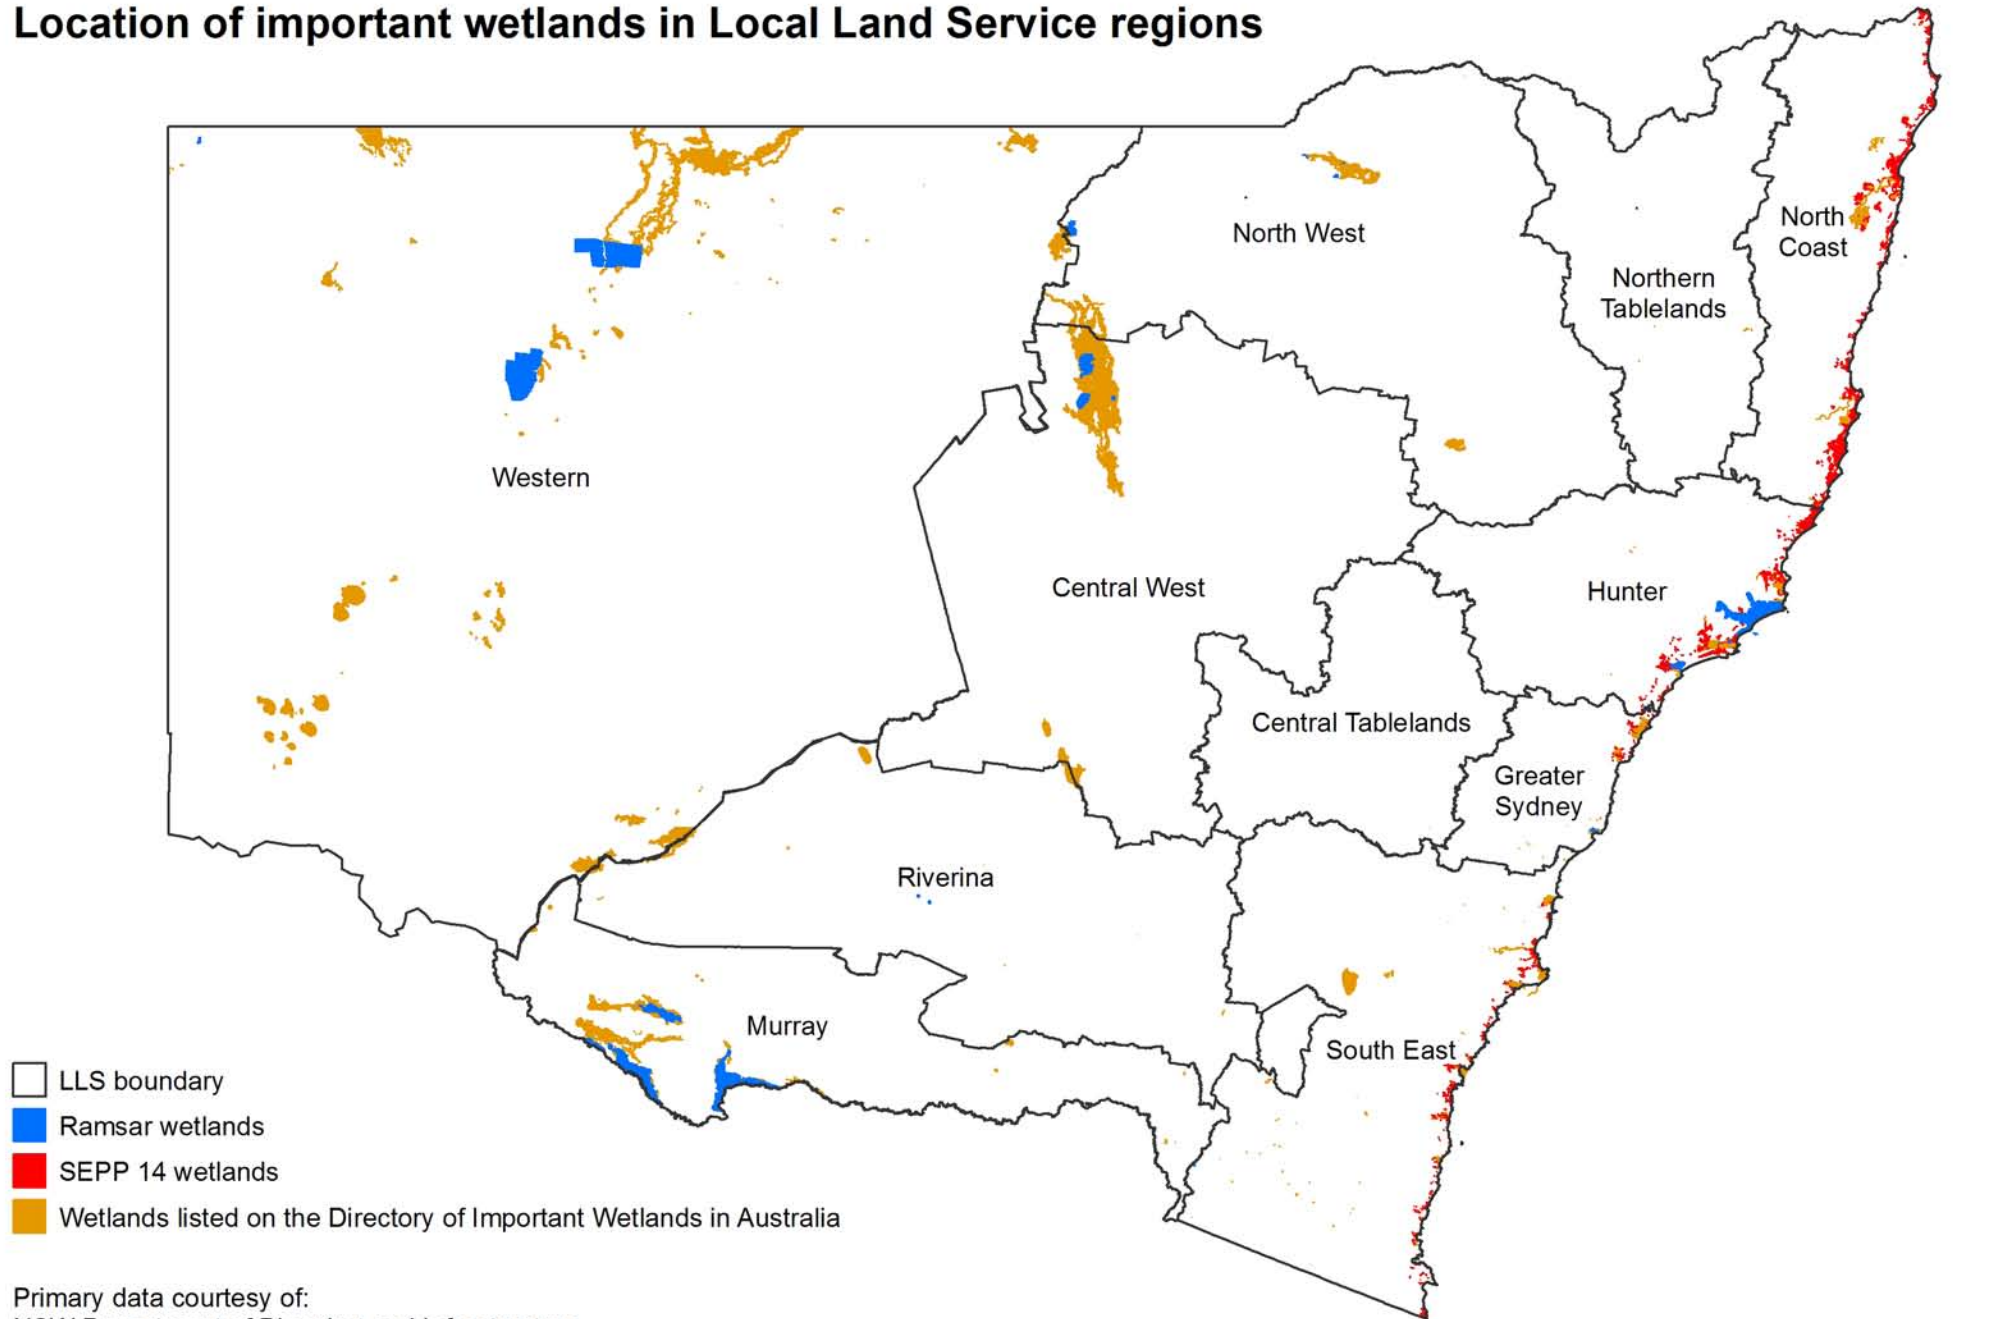 Location of important wetlands in Local Land Service regions
North West
North
Coast
Northern
Tablelands
Western
Central West
Hunter
Central Tablelands
Greater
Sydney
Riverina
Murray
South East
LLS boundary
Ramsar wetlands
SEPP 14 wetlands
Wetlands listed on the Directory of Important Wetlands in Australia
Primary data courtesy of: